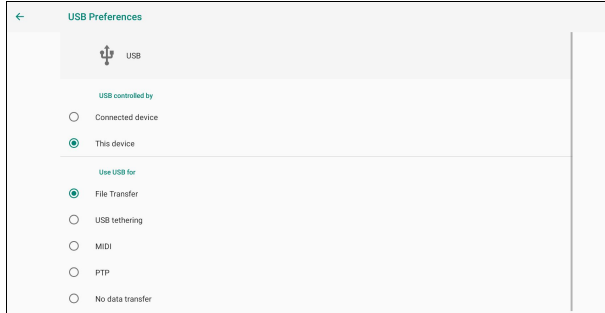 USB Preferences
USB
USB controlled by
Connected device
This device
Use USB for
File Transfer
USB tethering
MIDI
PTP
No data transfer